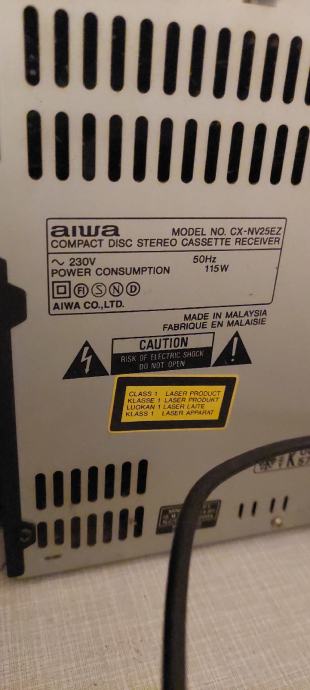 aiwa MODEL NO. CX-NV25EZ
COMPACT DISC STEREO CASSETTE RECEIVER
~ 230V 50Hz
POWER CONSUMPTION 115W
FI S N D
AIWA CO.,LTD.
MADE IN MALAYSIA
FABRIQUE EN MALAISIE
CAUTION
RISK OF ELECTRIC SHOCK
DO NOT OPEN
CLASS 1 LASER PRODUCT
KLASSE 1 LASER PRODUKT
LUOKAN 1 LASER LAITE
KLASS 1 LASER APPARAT